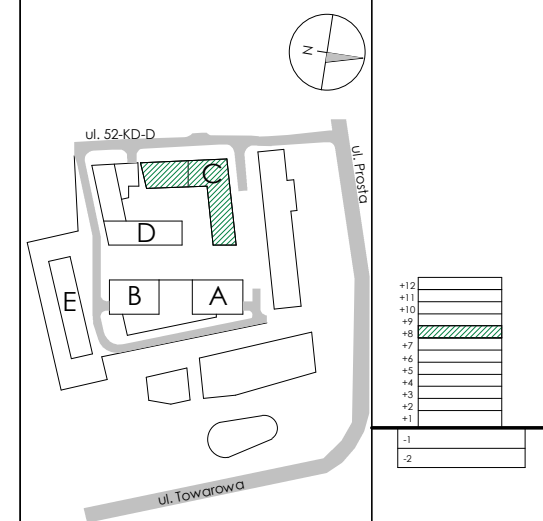 N
ul. 52-KD-D
ul. Prosta
C
D
E
B
A
ul. Towarowa
+12
+11
+10
+9
+8
+7
+6
+5
+4
+3
+2
+1
-1
-2